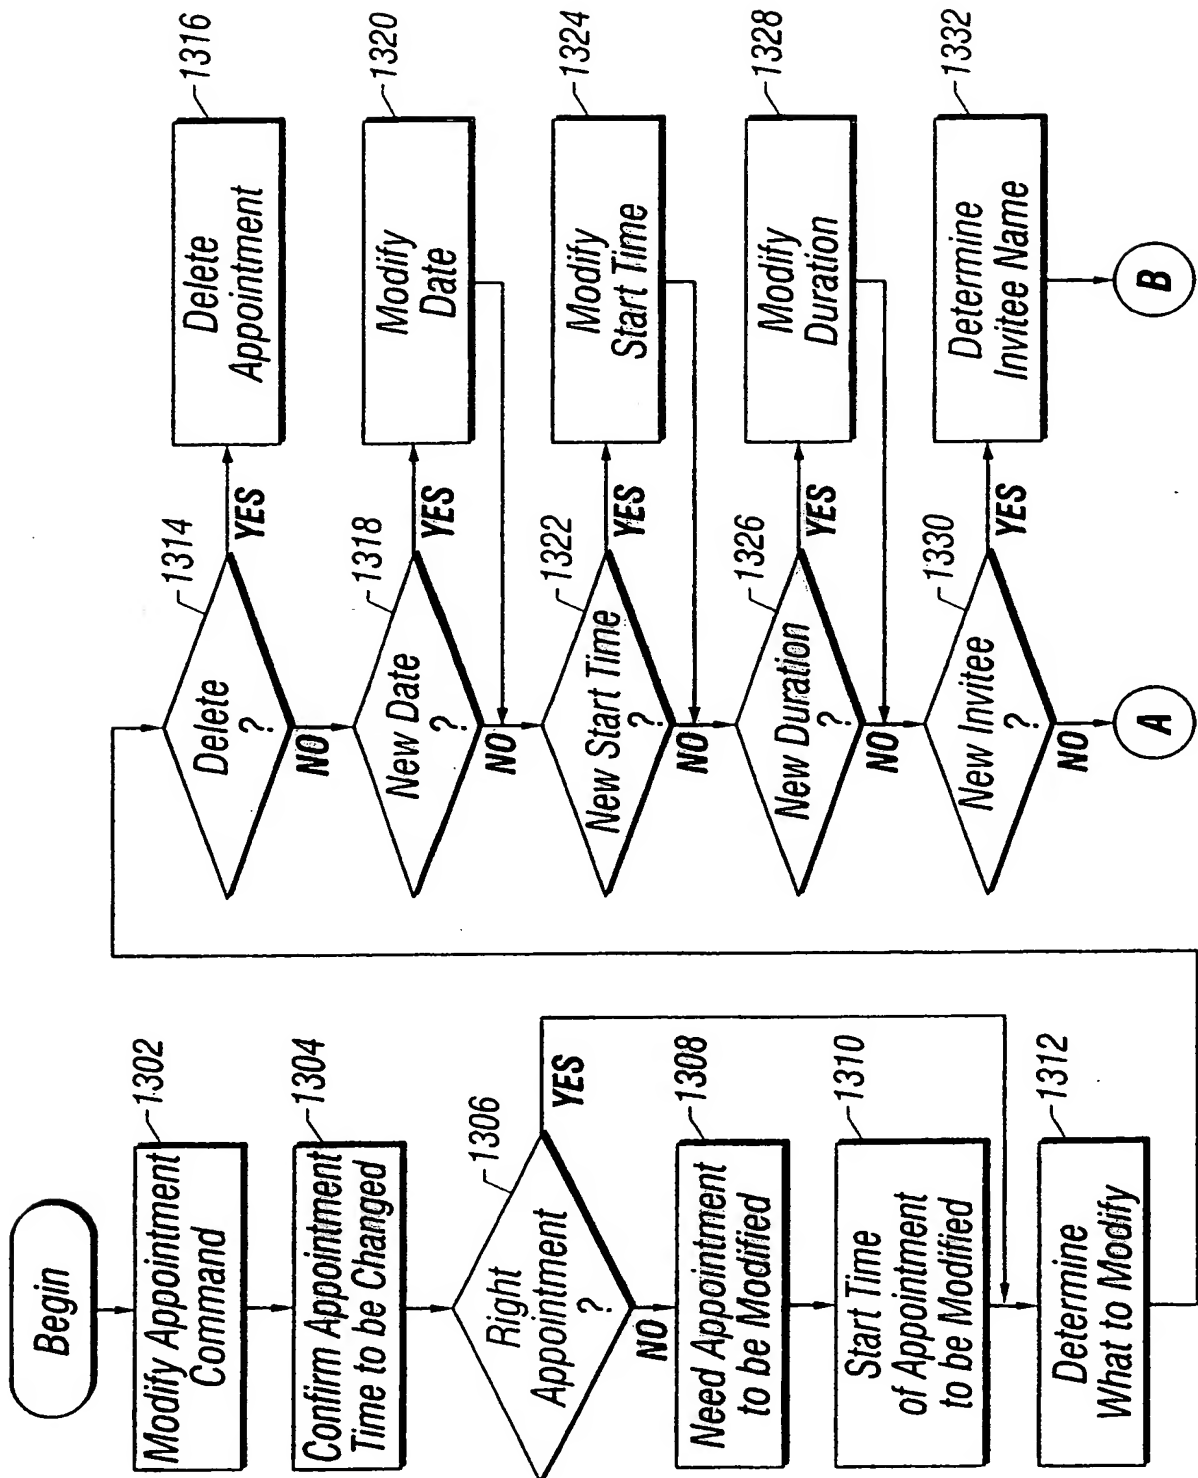 Begin
Modify Appointment
Command
1302
Confirm Appointment
Time to be Changed
1304
Right
Appointment
?
1306
YES
NO
Need Appointment
to be Modified
1308
Start Time
of Appointment
to be Modified
1310
Determine
What to Modify
1312
Delete
?
1314
YES
NO
Delete
Appointment
1316
New Date
?
1318
YES
NO
Modify
Date
1320
New Start Time
?
1322
YES
NO
Modify
Start Time
1324
New Duration
?
1326
YES
NO
Modify
Duration
1328
New Invitee
?
1330
YES
NO
Determine
Invitee Name
1332
A
B